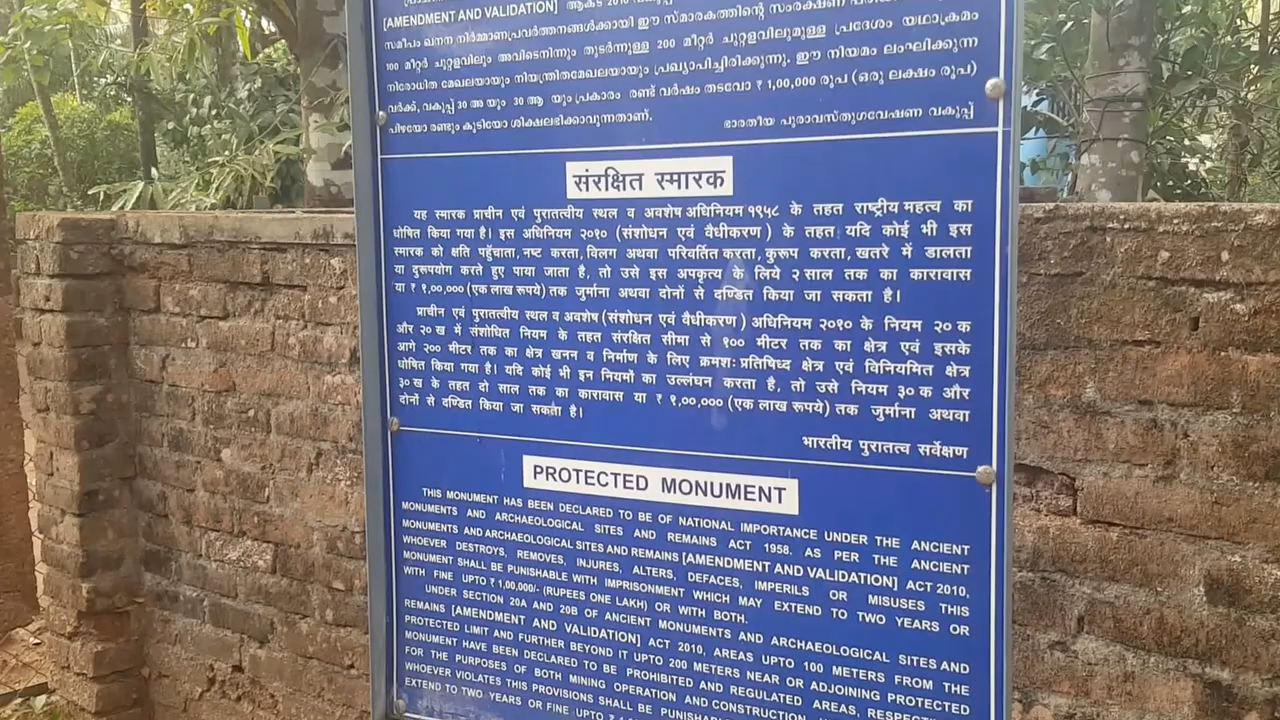 [AMENDMENT AND VALIDATION] ആക്ട് 2010 വകുപ്പ്
സമീപം ഖനന നിർമ്മാണപ്രവർത്തനങ്ങൾക്കായി ഈ സ്മാരകത്തിന്റെ സംരക്ഷണ
100 മീറ്റർ ചുറ്റളവിലും അവിടെനിന്നും തുടർന്നുള്ള 200 മീറ്റർ ചുറ്റളവിലുമുള്ള പ്രദേശം യഥാക്രമം
നിരോധിത മേഖലയായും നിയന്ത്രിതമേഖലയായും പ്രഖ്യാപിച്ചിരിക്കുന്നു. ഈ നിയമം ലംഘിക്കുന്ന
വർക്ക്, വകുപ്പ് 30 അ യും 30 ആ യും പ്രകാരം രണ്ട് വർഷം തടവോ ₹ 1,00,000 രൂപ (ഒരു ലക്ഷം രൂപ)
പിഴയോ രണ്ടും കൂടിയോ ശിക്ഷലഭിക്കാവുന്നതാണ്. ഭാരതീയ പുരാവസ്തുഗവേഷണ വകുപ്പ്
संरक्षित स्मारक
यह स्मारक प्राचीन एवं पुरातत्वीय स्थल व अवशेष अधिनियम १९५८ के तहत राष्ट्रीय महत्व का
घोषित किया गया है। इस अधिनियम २०१० (संशोधन एवं वैधीकरण ) के तहत यदि कोई भी इस
स्मारक को क्षति पहुँचाता, नष्ट करता, विलग अथवा परिवर्तित करता, कुरूप करता, खतरे में डालता
या दुरूपयोग करते हुए पाया जाता है, तो उसे इस अपकृत्य के लिये २ साल तक का कारावास
या ₹ १,००,००० (एक लाख रूपये) तक जुर्माना अथवा दोनों से दण्डित किया जा सकता है।
प्राचीन एवं पुरातत्वीय स्थल व अवशेष (संशोधन एवं वैधीकरण) अधिनियम २०१० के नियम २० क
और २० ख में संशोधित नियम के तहत संरक्षित सीमा से १०० मीटर तक का क्षेत्र एवं इसके
आगे २०० मीटर तक का क्षेत्र खनन व निर्माण के लिए क्रमशः प्रतिषिध्द क्षेत्र एवं विनियमित क्षेत्र
घोषित किया गया है। यदि कोई भी इन नियमों का उल्लंघन करता है, तो उसे नियम ३० क और
३० ख के तहत दो साल तक का कारावास या ₹ १,००,००० (एक लाख रूपये) तक जुर्माना अथवा
दोनों से दण्डित किया जा सकता है।
भारतीय पुरातत्व सर्वेक्षण
PROTECTED MONUMENT
THIS MONUMENT HAS BEEN DECLARED TO BE OF NATIONAL IMPORTANCE UNDER THE ANCIENT
MONUMENTS AND ARCHAEOLOGICAL SITES AND REMAINS ACT 1958. AS PER THE ANCIENT
MONUMENTS AND ARCHAEOLOGICAL SITES AND REMAINS [AMENDMENT AND VALIDATION] ACT 2010,
WHOEVER DESTROYS, REMOVES, INJURES, ALTERS, DEFACES, IMPERILS OR MISUSES THIS
MONUMENT SHALL BE PUNISHABLE WITH IMPRISONMENT WHICH MAY EXTEND TO TWO YEARS OR
WITH FINE UPTO ₹ 1,00,000/- (RUPEES ONE LAKH) OR WITH BOTH.
UNDER SECTION 20A AND 20B OF ANCIENT MONUMENTS AND ARCHAEOLOGICAL SITES AND
REMAINS [AMENDMENT AND VALIDATION] ACT 2010, AREAS UPTO 100 METERS FROM THE
PROTECTED LIMIT AND FURTHER BEYOND IT UPTO 200 METERS NEAR OR ADJOINING PROTECTED
MONUMENT HAVE BEEN DECLARED TO BE PROHIBITED AND REGULATED AREAS,
FOR THE PURPOSES OF BOTH MINING OPERATION AND CONSTRUCTION.
WHOEVER VIOLATES THIS PROVISIONS SHALL BE
EXTEND TO TWO YEARS OR FINE UPTO ₹